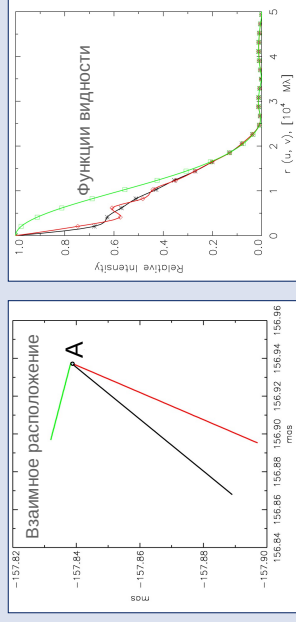 Взаимное расположение
A
−157.82
−157.84
−157.86
−157.88
−157.90
mas
156.84 156.86 156.88 156.90 156.92 156.94 156.96
mas
Функции видности
1.0
0.8
0.6
0.4
0.2
0.0
Relative Intensity
0 1 2 3 4 5
r (u, v), [10⁴ Mλ]